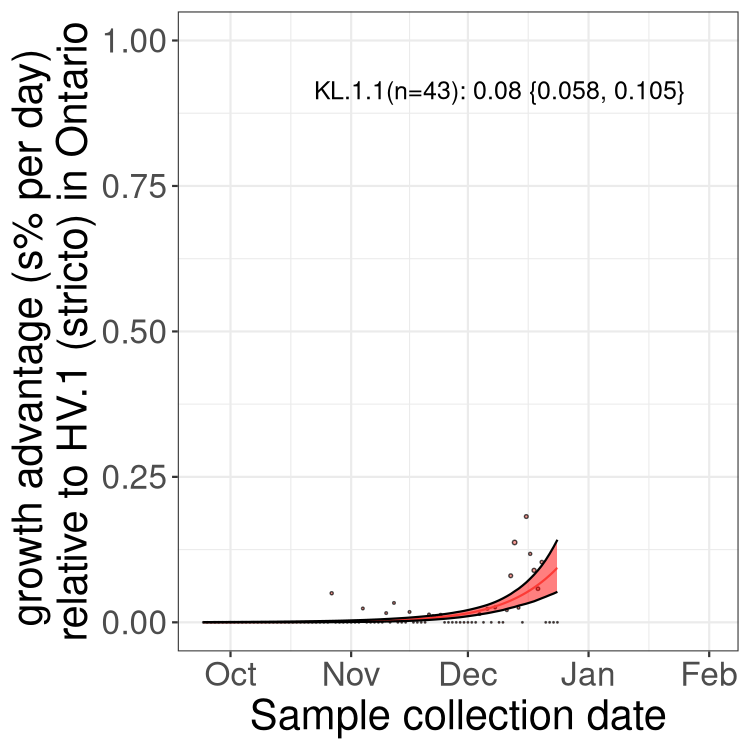 growth advantage (s% per day)
relative to HV.1 (stricto) in Ontario
1.00
0.75
0.50
0.25
0.00
KL.1.1(n=43): 0.08 {0.058, 0.105}
Oct Nov Dec Jan Feb
Sample collection date